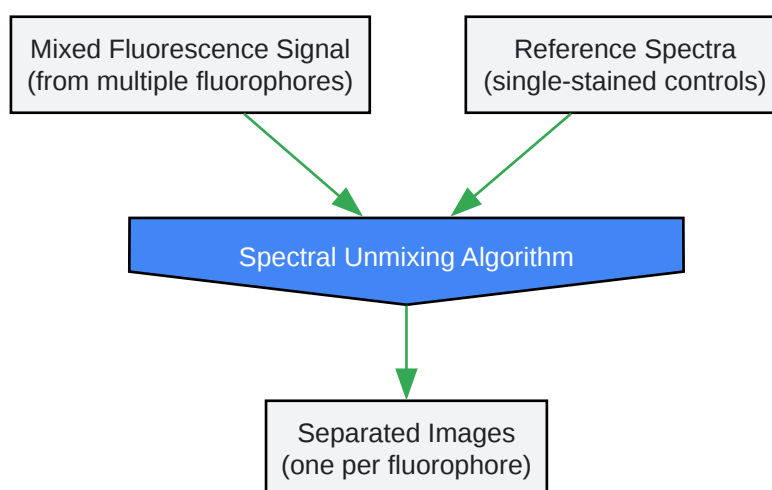 Mixed Fluorescence Signal
(from multiple fluorophores)
Reference Spectra
(single-stained controls)
Spectral Unmixing Algorithm
Separated Images
(one per fluorophore)